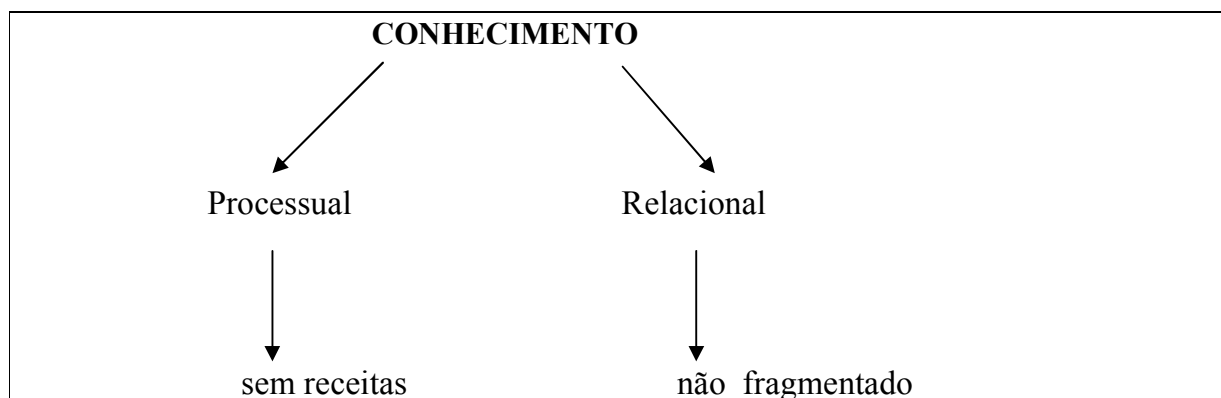 CONHECIMENTO
Processual Relacional
sem receitas não fragmentado